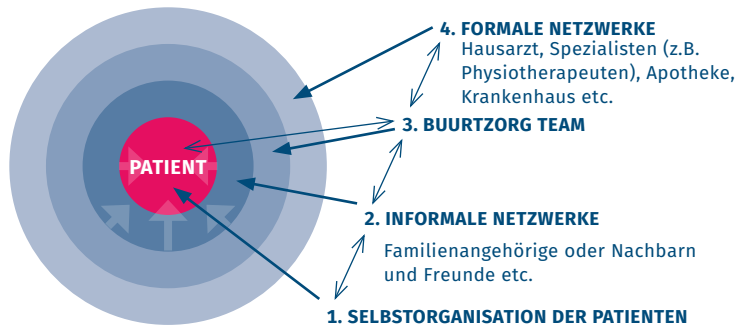 4. FORMALE NETZWERKE
Hausarzt, Spezialisten (z.B.
Physiotherapeuten), Apotheke,
Krankenhaus etc.
3. BUURTZORG TEAM
PATIENT
2. INFORMALE NETZWERKE
Familienangehörige oder Nachbarn
und Freunde etc.
1. SELBSTORGANISATION DER PATIENTEN